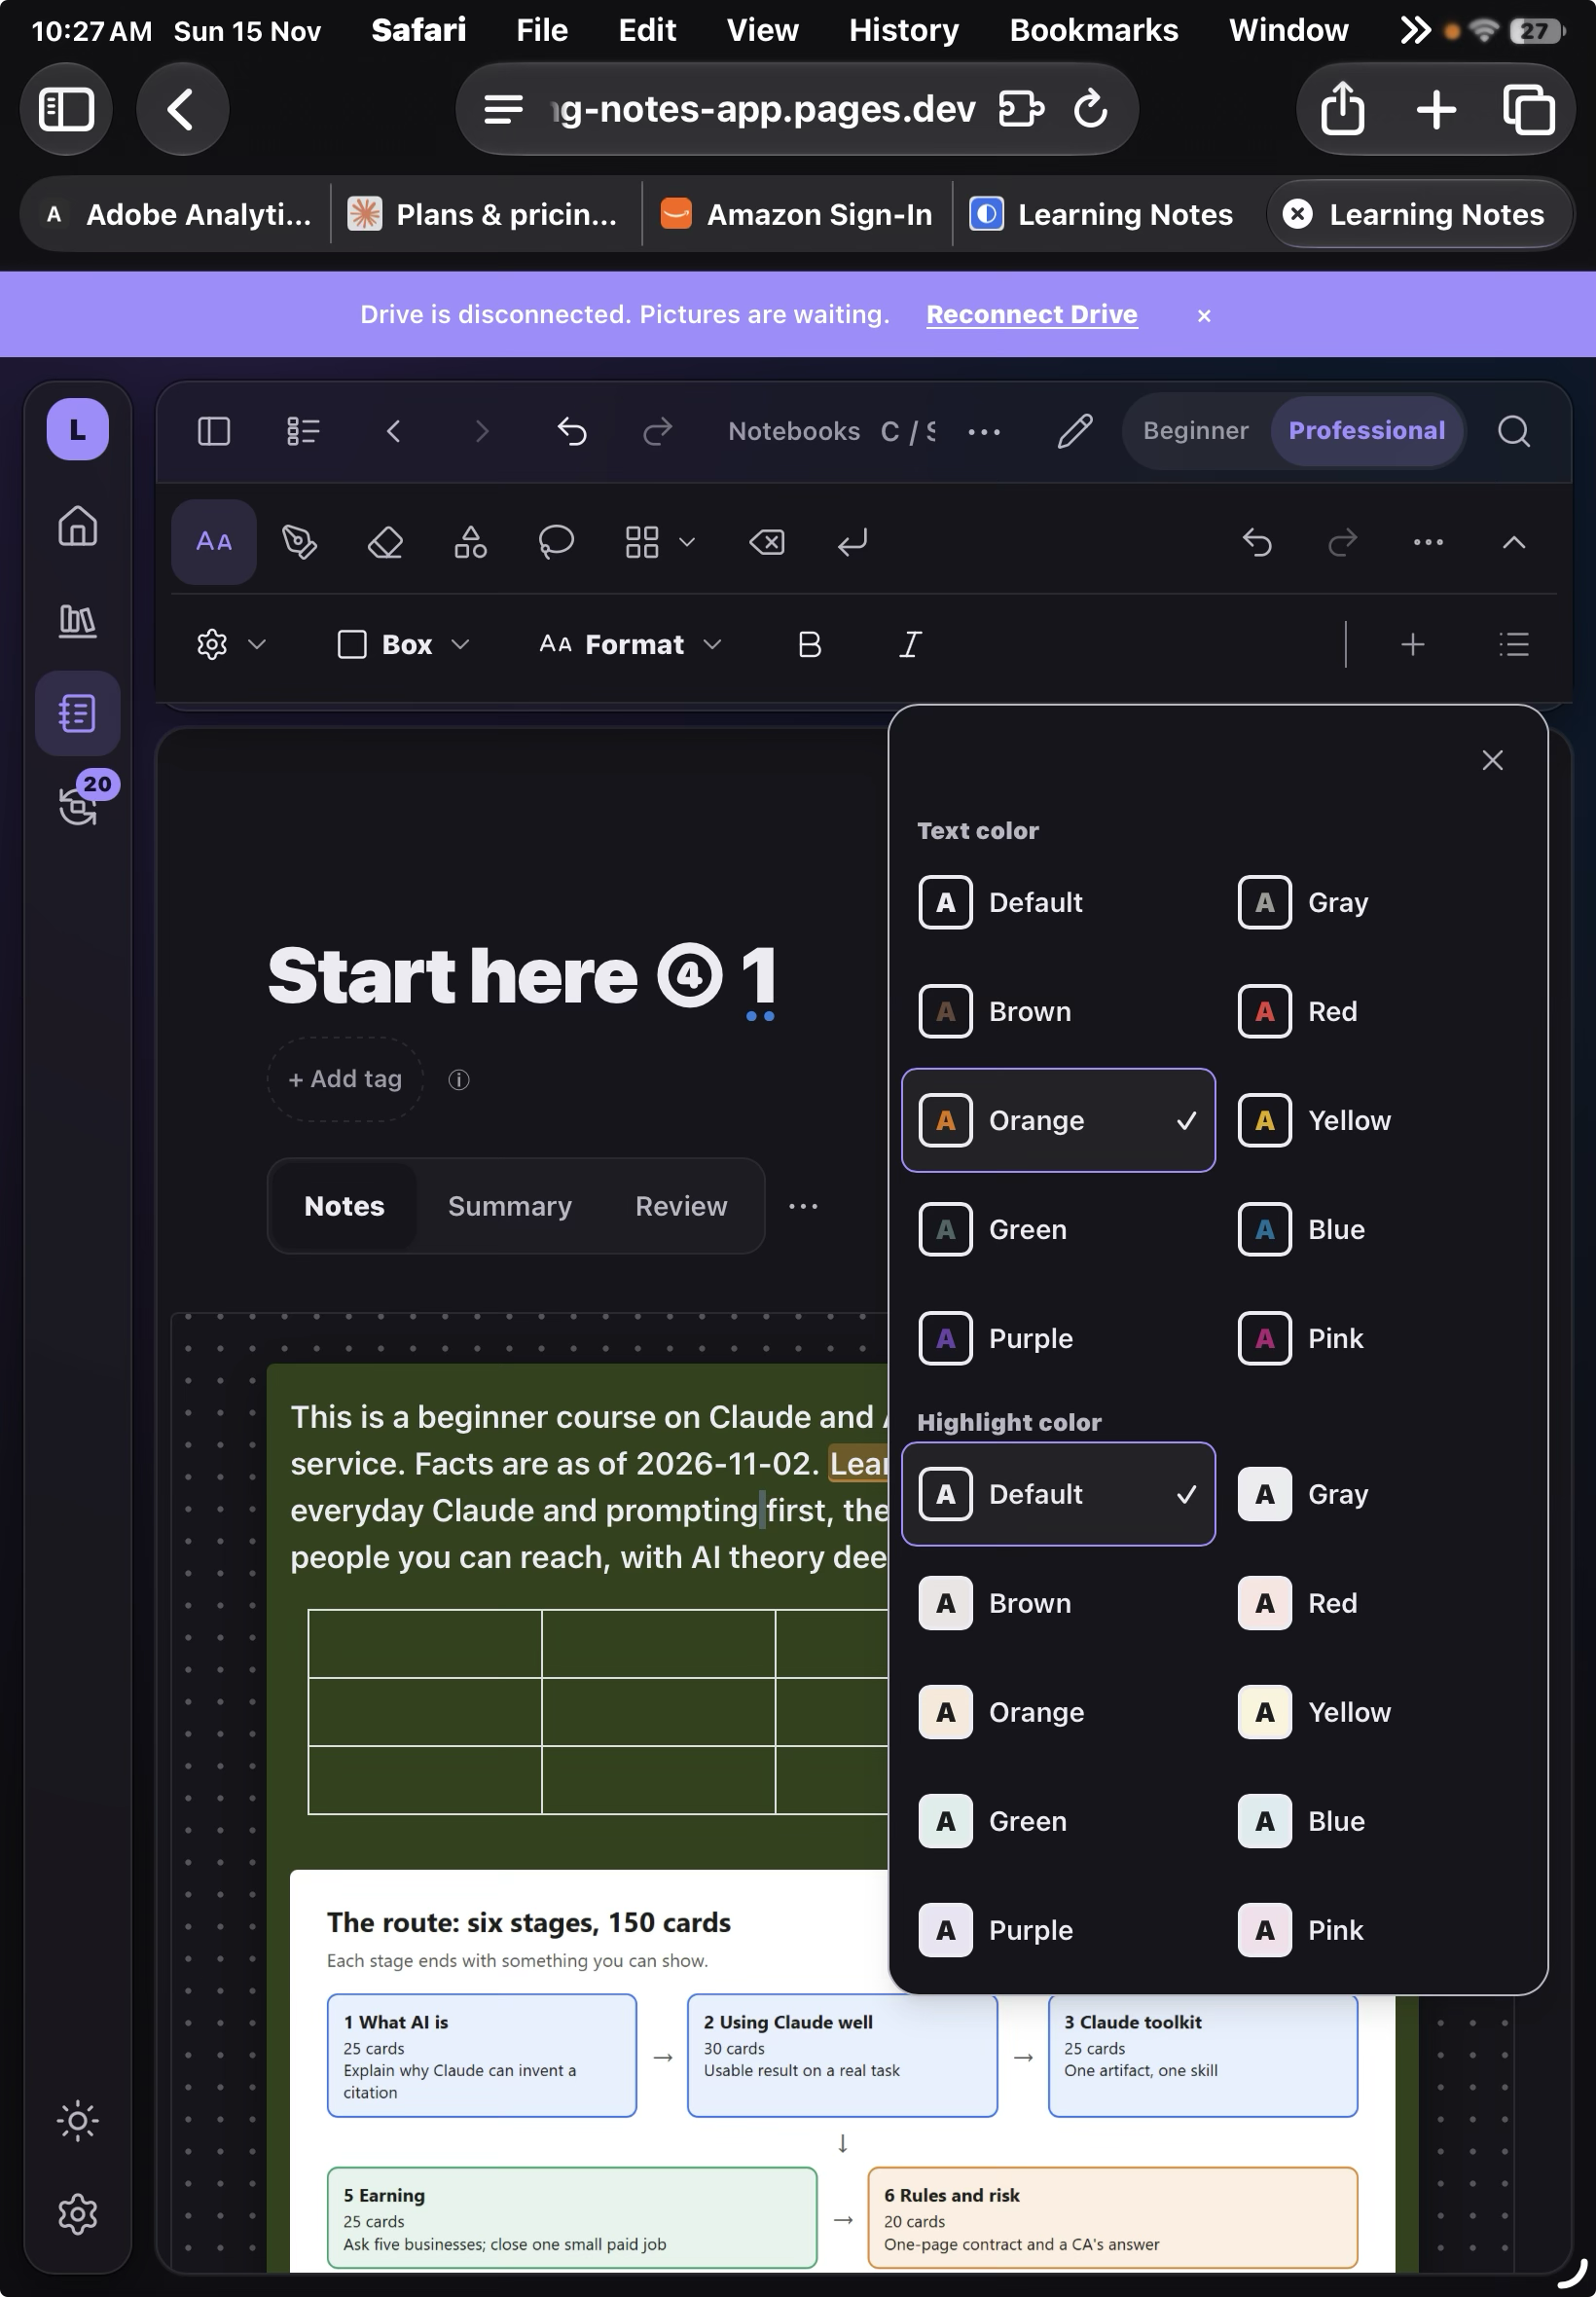 10:27 AM Sun 15 Nov Safari File Edit View History Bookmarks Window 27
g-notes-app.pages.dev
A Adobe Analyti... Plans & pricin... Amazon Sign-In Learning Notes Learning Notes
Drive is disconnected. Pictures are waiting. Reconnect Drive
L
Notebooks C / S ... Beginner Professional
AA
Box AA Format B I
20
Start here ④ 1
+ Add tag
Notes Summary Review ...
Text color
A Default A Gray
A Brown A Red
A Orange A Yellow
A Green A Blue
A Purple A Pink
Highlight color
A Default A Gray
A Brown A Red
A Orange A Yellow
A Green A Blue
A Purple A Pink
This is a beginner course on Claude and
service. Facts are as of 2026-11-02. Lear
everyday Claude and prompting first, the
people you can reach, with AI theory dee
The route: six stages, 150 cards
Each stage ends with something you can show.
1 What AI is
25 cards
Explain why Claude can invent a
citation
→
2 Using Claude well
30 cards
Usable result on a real task
→
3 Claude toolkit
25 cards
One artifact, one skill
↓
5 Earning
25 cards
Ask five businesses; close one small paid job
→
6 Rules and risk
20 cards
One-page contract and a CA's answer